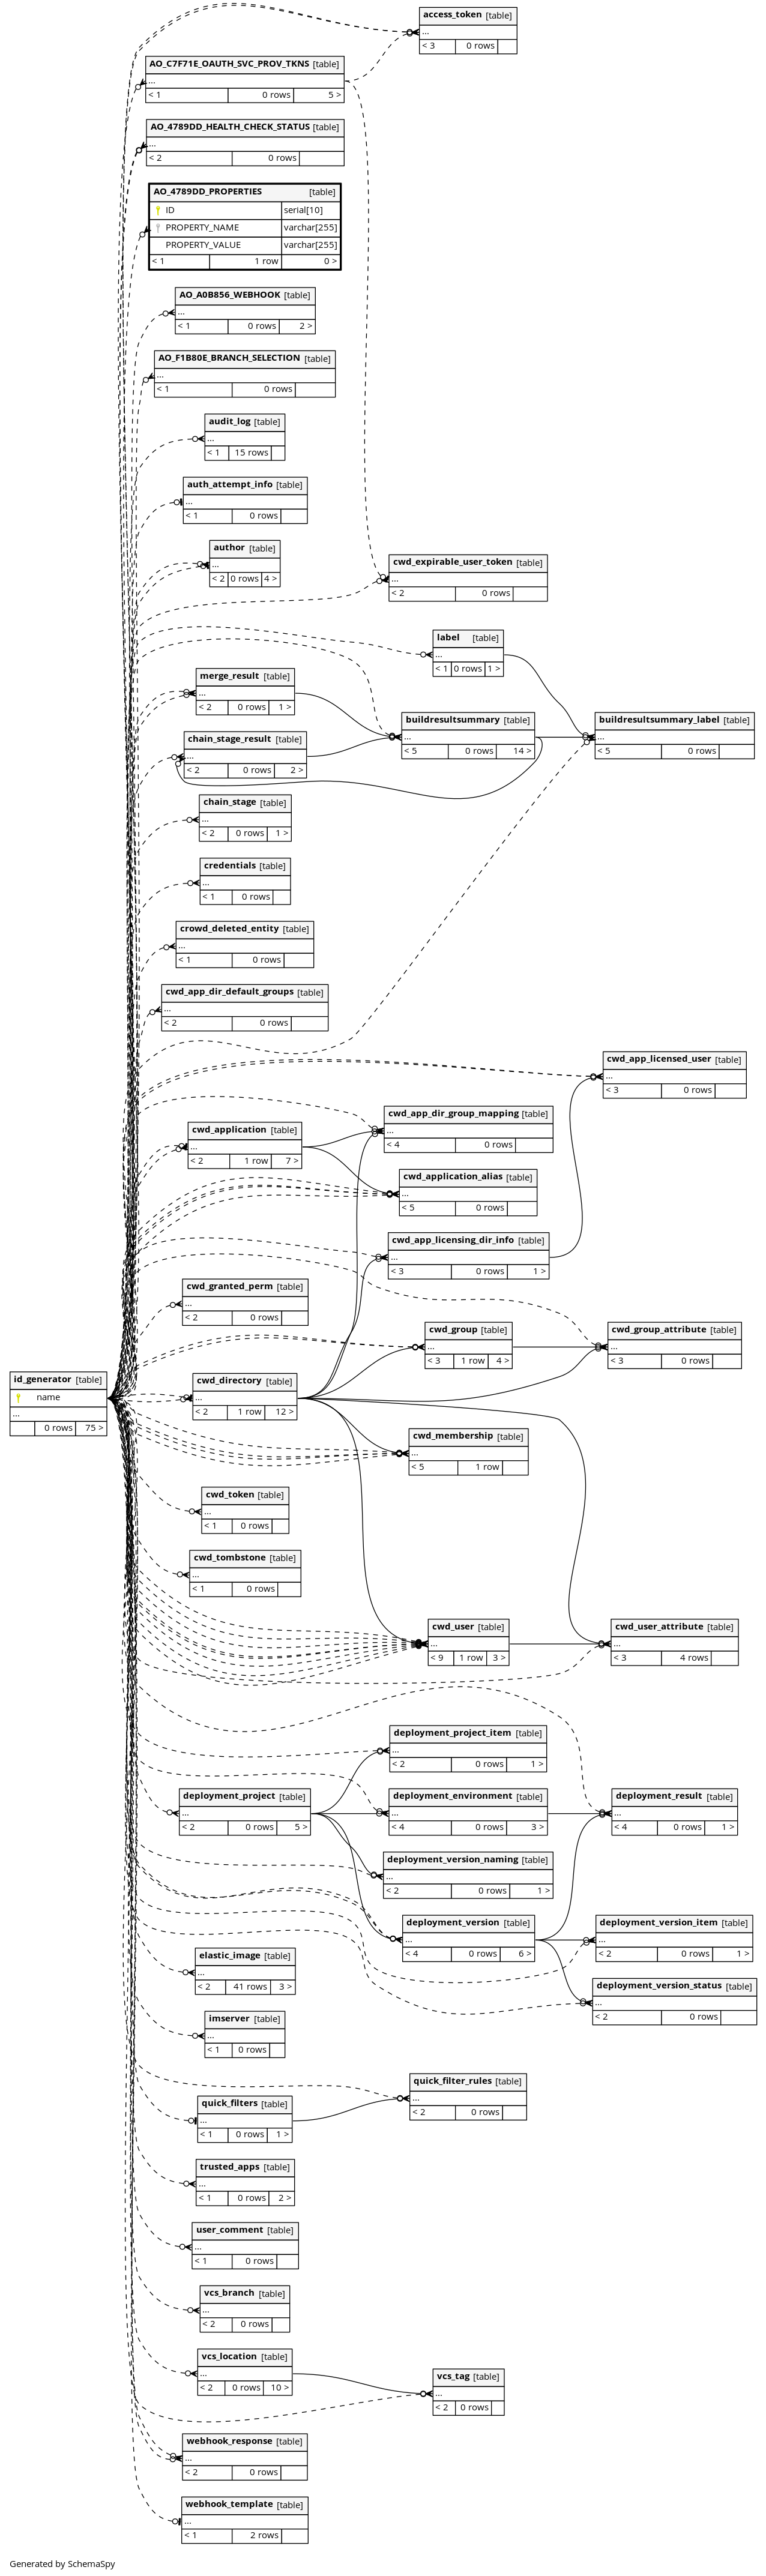 access_token [table]
...
< 3 0 rows
AO_C7F71E_OAUTH_SVC_PROV_TKNS [table]
...
< 1 0 rows 5 >
AO_4789DD_HEALTH_CHECK_STATUS [table]
...
< 2 0 rows
AO_4789DD_PROPERTIES [table]
ID serial[10]
PROPERTY_NAME varchar[255]
PROPERTY_VALUE varchar[255]
< 1 1 row 0 >
AO_A0B856_WEBHOOK [table]
...
< 1 0 rows 2 >
AO_F1B80E_BRANCH_SELECTION [table]
...
< 1 0 rows
audit_log [table]
...
< 1 15 rows
auth_attempt_info [table]
...
< 1 0 rows
author [table]
...
< 2 0 rows 4 >
cwd_expirable_user_token [table]
...
< 2 0 rows
label [table]
...
< 1 0 rows 1 >
merge_result [table]
...
< 2 0 rows 1 >
buildresultsummary [table]
...
< 5 0 rows 14 >
buildresultsummary_label [table]
...
< 5 0 rows
chain_stage_result [table]
...
< 2 0 rows 2 >
chain_stage [table]
...
< 2 0 rows 1 >
credentials [table]
...
< 1 0 rows
crowd_deleted_entity [table]
...
< 1 0 rows
cwd_app_dir_default_groups [table]
...
< 2 0 rows
cwd_app_licensed_user [table]
...
< 3 0 rows
cwd_app_dir_group_mapping [table]
...
< 4 0 rows
cwd_application [table]
...
< 2 1 row 7 >
cwd_application_alias [table]
...
< 5 0 rows
cwd_app_licensing_dir_info [table]
...
< 3 0 rows 1 >
cwd_granted_perm [table]
...
< 2 0 rows
cwd_group [table]
...
< 3 1 row 4 >
cwd_group_attribute [table]
...
< 3 0 rows
id_generator [table]
name
...
0 rows 75 >
cwd_directory [table]
...
< 2 1 row 12 >
cwd_membership [table]
...
< 5 1 row
cwd_token [table]
...
< 1 0 rows
cwd_tombstone [table]
...
< 1 0 rows
cwd_user [table]
...
< 9 1 row 3 >
cwd_user_attribute [table]
...
< 3 4 rows
deployment_project_item [table]
...
< 2 0 rows 1 >
deployment_project [table]
...
< 2 0 rows 5 >
deployment_environment [table]
...
< 4 0 rows 3 >
deployment_result [table]
...
< 4 0 rows 1 >
deployment_version_naming [table]
...
< 2 0 rows 1 >
deployment_version [table]
...
< 4 0 rows 6 >
deployment_version_item [table]
...
< 2 0 rows 1 >
elastic_image [table]
...
< 2 41 rows 3 >
deployment_version_status [table]
...
< 2 0 rows
imserver [table]
...
< 1 0 rows
quick_filter_rules [table]
...
< 2 0 rows
quick_filters [table]
...
< 1 0 rows 1 >
trusted_apps [table]
...
< 1 0 rows 2 >
user_comment [table]
...
< 1 0 rows
vcs_branch [table]
...
< 2 0 rows
vcs_location [table]
...
< 2 0 rows 10 >
vcs_tag [table]
...
< 2 0 rows
webhook_response [table]
...
< 2 0 rows
webhook_template [table]
...
< 1 2 rows
Generated by SchemaSpy